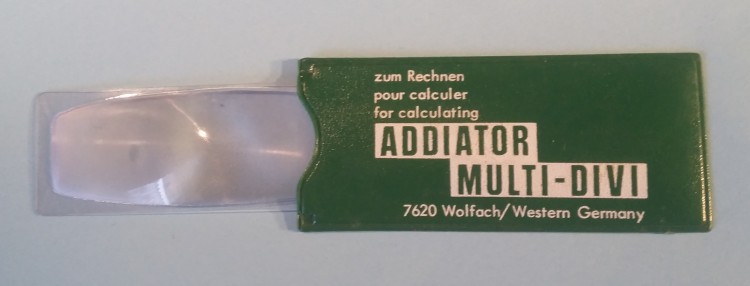 zum Rechnen
pour calculer
for calculating
ADDIATOR
MULTI-DIVI
7620 Wolfach/Western Germany